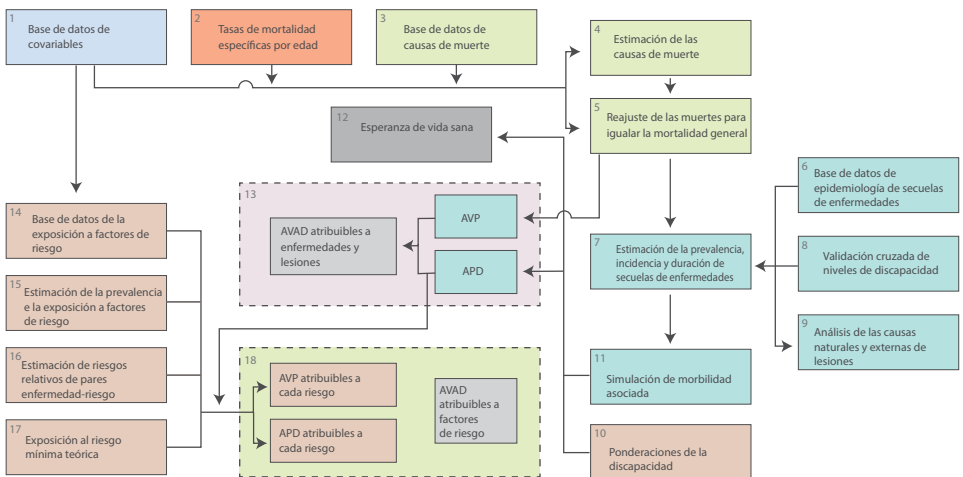 1
Base de datos de
covariables
2
Tasas de mortalidad
específicas por edad
3
Base de datos de
causas de muerte
4
Estimación de las
causas de muerte
5
Reajuste de las muertes para
igualar la mortalidad general
12
Esperanza de vida sana
6
Base de datos de
epidemiología de secuelas
de enfermedades
13
AVAD atribuibles a
enfermedades y
lesiones
AVP
APD
14
Base de datos de la
exposición a factores de
riesgo
7
Estimación de la prevalencia,
incidencia y duración de
secuelas de enfermedades
8
Validación cruzada de
niveles de discapacidad
15
Estimación de la prevalencia
e la exposición a factores
de riesgo
9
Análisis de las causas
naturales y externas de
lesiones
16
Estimación de riesgos
relativos de pares
enfermedad-riesgo
18
AVP atribuibles a
cada riesgo
APD atribuibles a
cada riesgo
AVAD
atribuibles a
factores
de riesgo
11
Simulación de morbilidad
asociada
17
Exposición al riesgo
mínima teórica
10
Ponderaciones de la
discapacidad